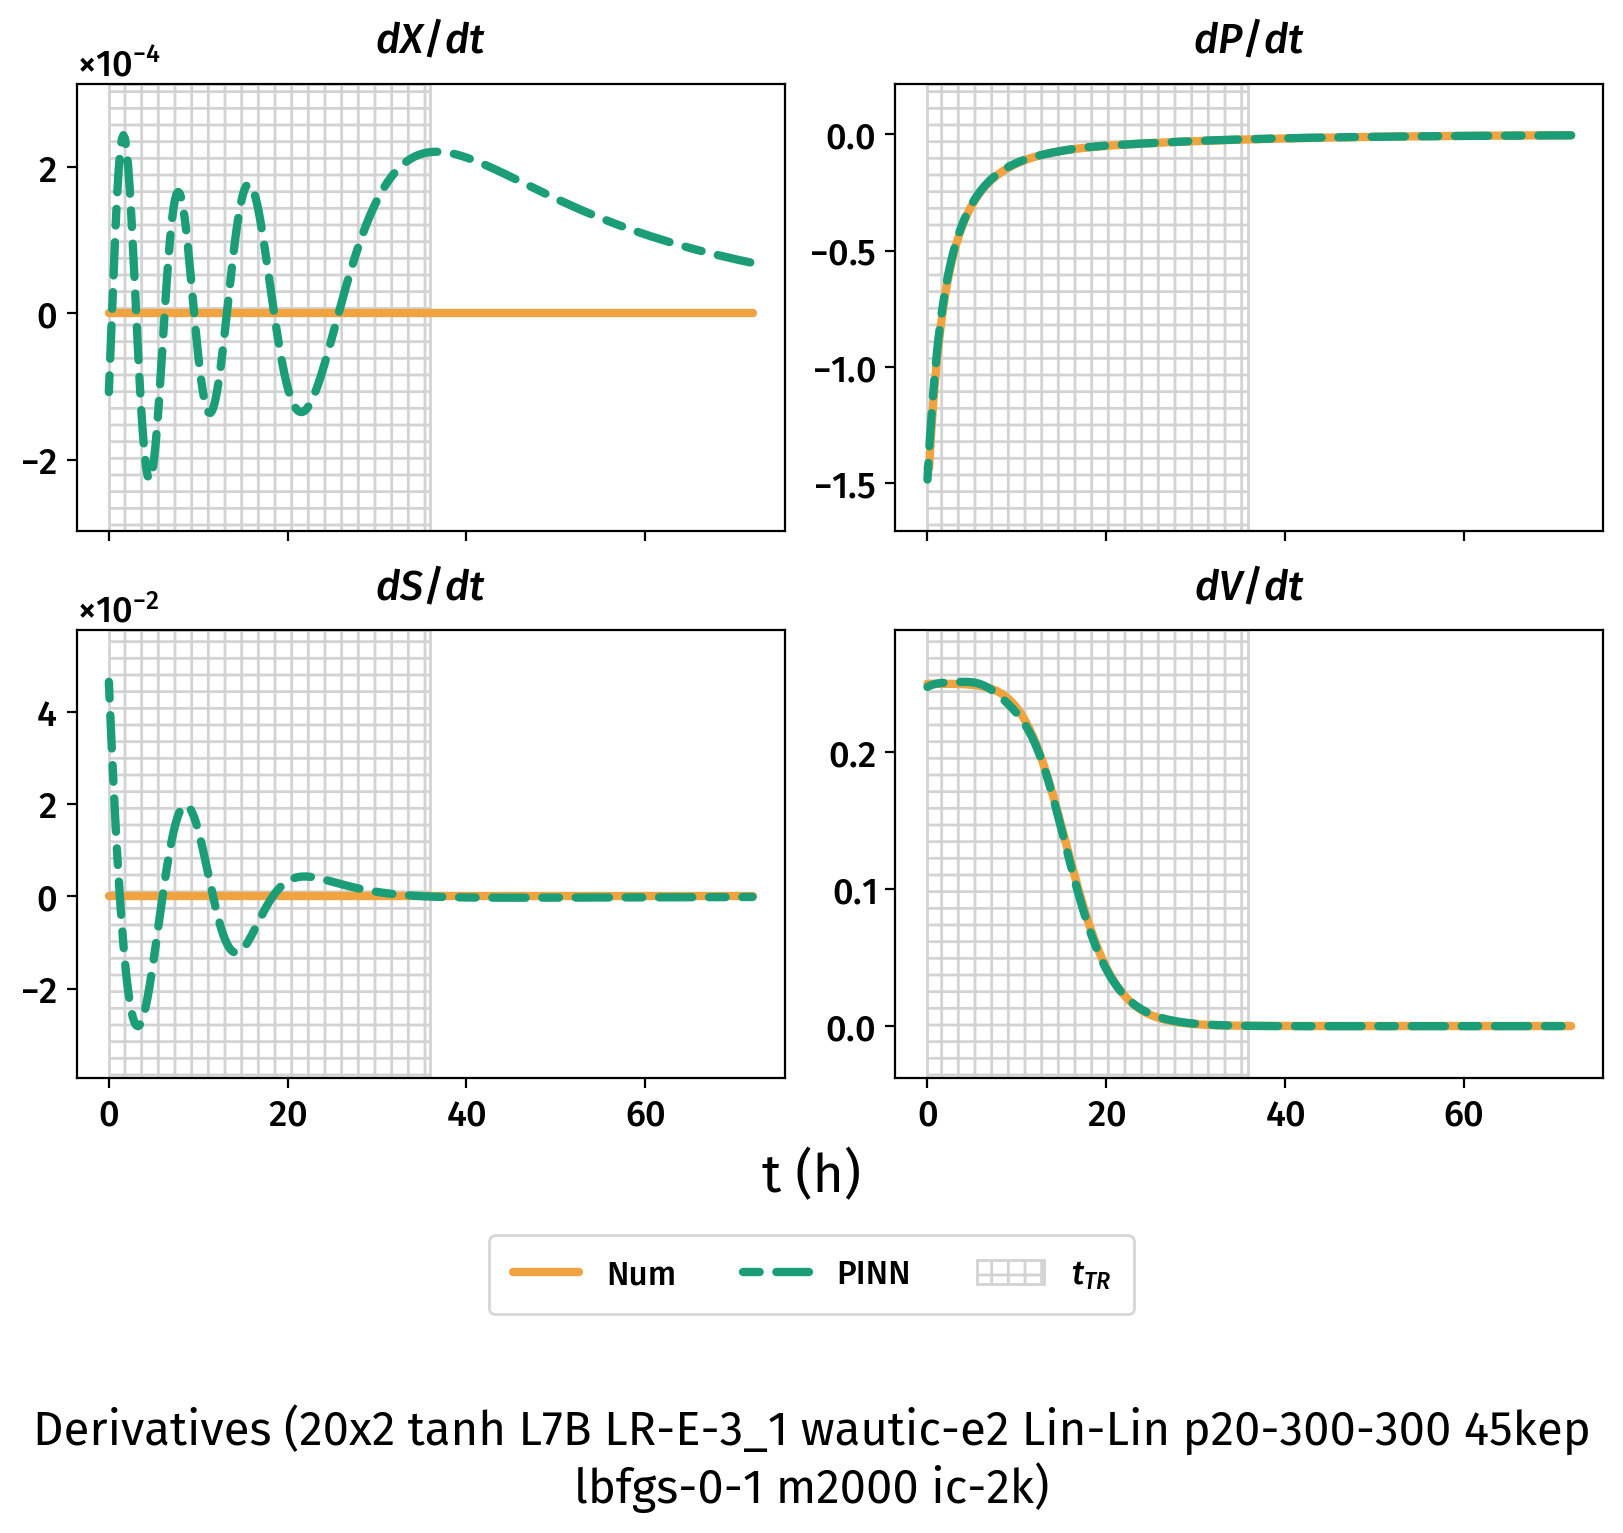 dX/dt
dP/dt
×10⁻⁴
2
0
−2
0.0
−0.5
−1.0
−1.5
dS/dt
dV/dt
×10⁻²
4
2
0
−2
0.2
0.1
0.0
0 20 40 60
0 20 40 60
t (h)
Num PINN t_TR
Derivatives (20x2 tanh L7B LR-E-3_1 wautic-e2 Lin-Lin p20-300-300 45kep
lbfgs-0-1 m2000 ic-2k)